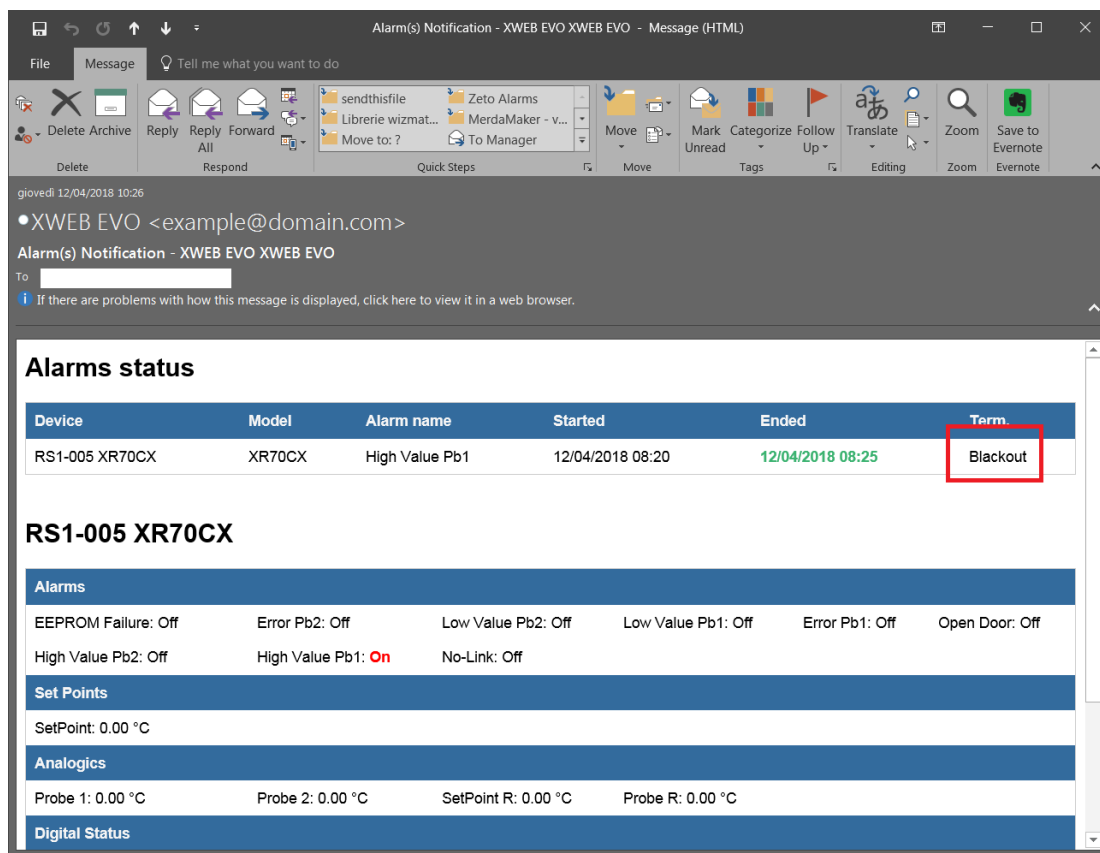 Alarm(s) Notification - XWEB EVO XWEB EVO - Message (HTML)
File Message Tell me what you want to do
sendthisfile Zeto Alarms
Librerie wizmat... MerdaMaker - v...
Move to: ? To Manager
Delete Archive Reply Reply All Forward Move Mark Unread Categorize Follow Up Translate Zoom Save to Evernote
Delete Respond Quick Steps Move Tags Editing Zoom Evernote
giovedì 12/04/2018 10:26
XWEB EVO <example@domain.com>
Alarm(s) Notification - XWEB EVO XWEB EVO
To
If there are problems with how this message is displayed, click here to view it in a web browser.
Alarms status
Device Model Alarm name Started Ended Term.
RS1-005 XR70CX XR70CX High Value Pb1 12/04/2018 08:20 12/04/2018 08:25 Blackout
RS1-005 XR70CX
Alarms
EEPROM Failure: Off Error Pb2: Off Low Value Pb2: Off Low Value Pb1: Off Error Pb1: Off Open Door: Off
High Value Pb2: Off High Value Pb1: On No-Link: Off
Set Points
SetPoint: 0.00 °C
Analogics
Probe 1: 0.00 °C Probe 2: 0.00 °C SetPoint R: 0.00 °C Probe R: 0.00 °C
Digital Status